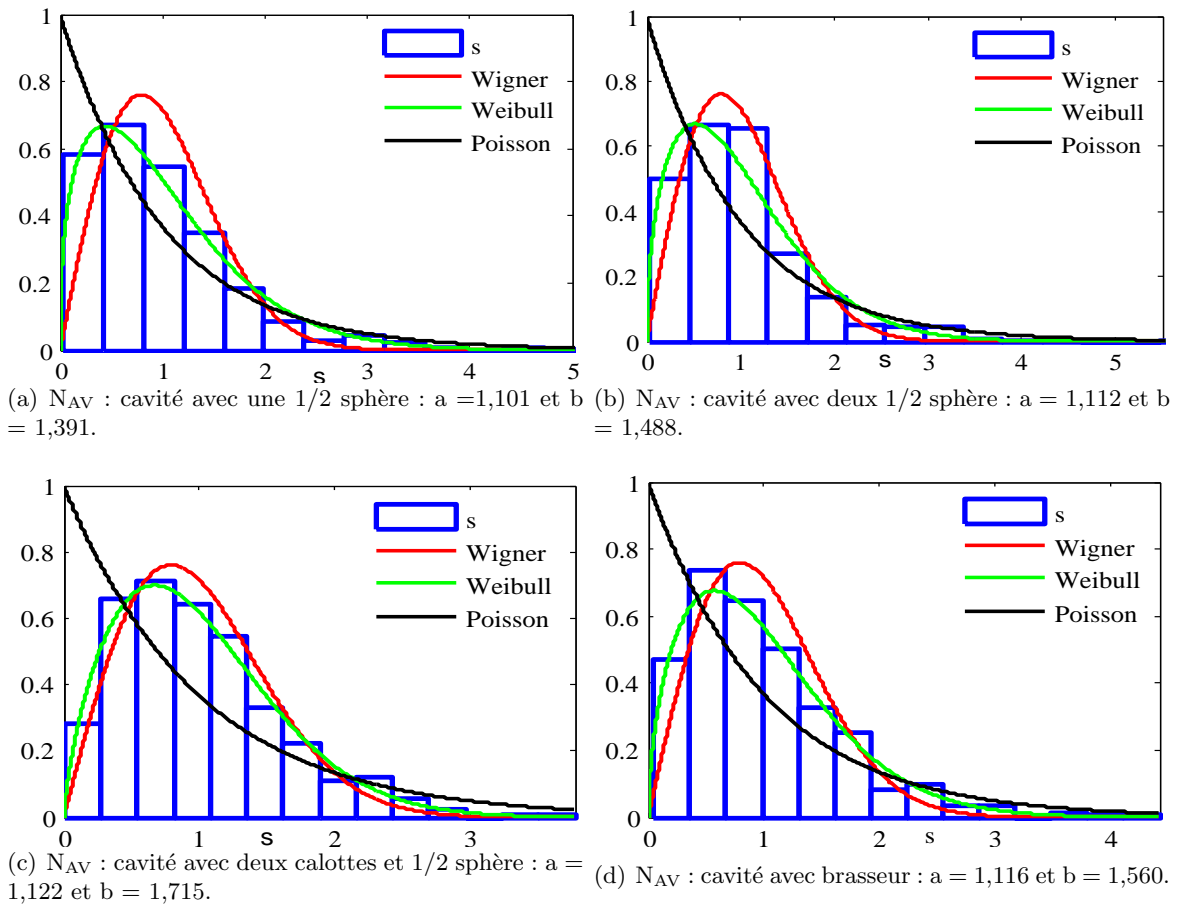 1
0.8
0.6
0.4
0.2
0
0
1
2
3
4
5
s
s
Wigner
Weibull
Poisson
(a) N_AV : cavité avec une 1/2 sphère : a =1,101 et b
= 1,391.
1
0.8
0.6
0.4
0.2
0
0
1
2
3
4
5
s
s
Wigner
Weibull
Poisson
(b) N_AV : cavité avec deux 1/2 sphère : a = 1,112 et b
= 1,488.
1
0.8
0.6
0.4
0.2
0
0
1
2
3
s
s
Wigner
Weibull
Poisson
(c) N_AV : cavité avec deux calottes et 1/2 sphère : a =
1,122 et b = 1,715.
1
0.8
0.6
0.4
0.2
0
0
1
2
3
4
s
s
Wigner
Weibull
Poisson
(d) N_AV : cavité avec brasseur : a = 1,116 et b = 1,560.